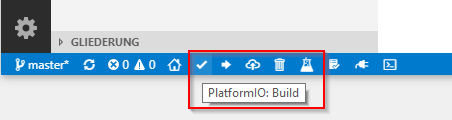 GLIEDERUNG
master* 0 0
PlatformIO: Build